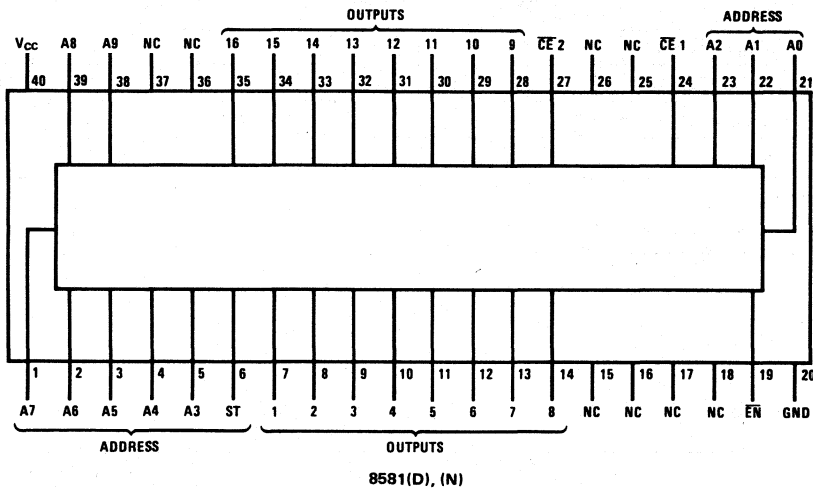 OUTPUTS
ADDRESS
VCC A8 A9 NC NC 16 15 14 13 12 11 10 9 CE 2 NC NC CE 1 A2 A1 A0
40 39 38 37 36 35 34 33 32 31 30 29 28 27 26 25 24 23 22 21
1 2 3 4 5 6 7 8 9 10 11 12 13 14 15 16 17 18 19 20
A7 A6 A5 A4 A3 ST 1 2 3 4 5 6 7 8 NC NC NC NC EN GND
ADDRESS
OUTPUTS
8581(D), (N)